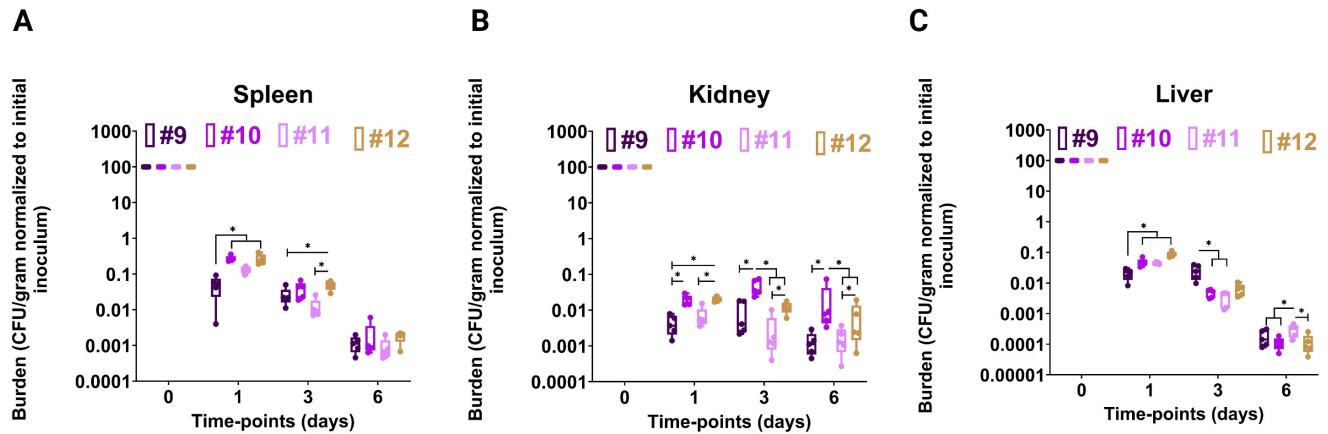 A
B
C
Spleen
Kidney
Liver
Burden (CFU/gram normalized to initial
inoculum)
#9 #10 #11 #12
1000
100
10
1
0.1
0.01
0.001
0.0001
* * *
0 1 3 6
Time-points (days)
Burden (CFU/gram normalized to initial
inoculum)
#9 #10 #11 #12
1000
100
10
1
0.1
0.01
0.001
0.0001
* * * * * * * * *
0 1 3 6
Time-points (days)
Burden (CFU/gram normalized to initial
inoculum)
#9 #10 #11 #12
1000
100
10
1
0.1
0.01
0.001
0.0001
0.00001
* * * *
0 1 3 6
Time-points (days)